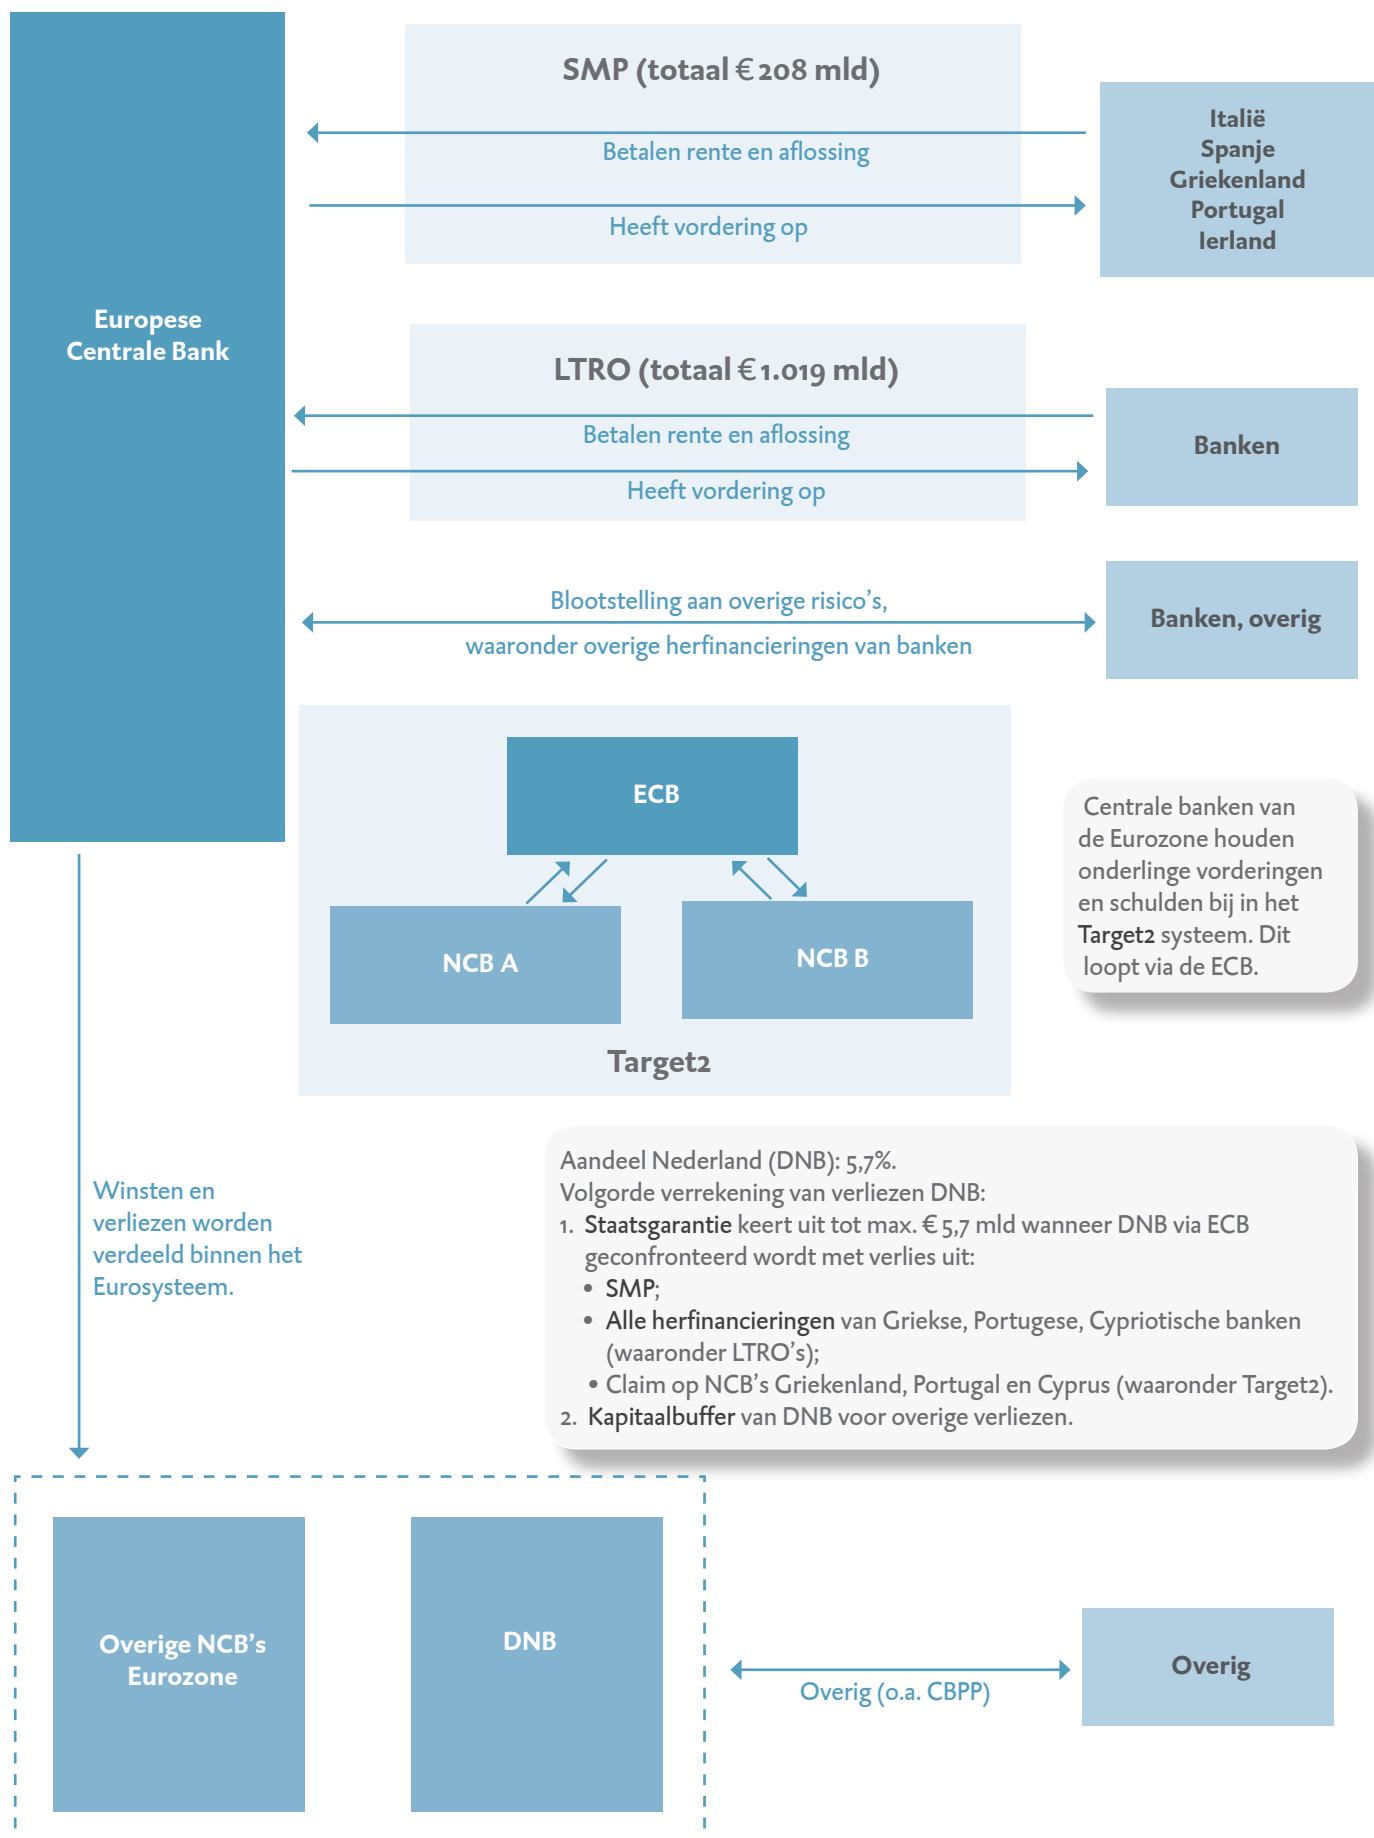 SMP (totaal € 208 mld)
Betalen rente en aflossing
Heeft vordering op
Italië
Spanje
Griekenland
Portugal
Ierland
Europese
Centrale Bank
LTRO (totaal € 1.019 mld)
Betalen rente en aflossing
Heeft vordering op
Banken
Blootstelling aan overige risico’s,
waaronder overige herfinancieringen van banken
Banken, overig
ECB
NCB A
NCB B
Target2
Centrale banken van
de Eurozone houden
onderlinge vorderingen
en schulden bij in het
Target2 systeem. Dit
loopt via de ECB.
Winsten en
verliezen worden
verdeeld binnen het
Eurosysteem.
Aandeel Nederland (DNB): 5,7%.
Volgorde verrekening van verliezen DNB:
1. Staatsgarantie keert uit tot max. € 5,7 mld wanneer DNB via ECB
geconfronteerd wordt met verlies uit:
• SMP;
• Alle herfinancieringen van Griekse, Portugese, Cypriotische banken
(waaronder LTRO’s);
• Claim op NCB’s Griekenland, Portugal en Cyprus (waaronder Target2).
2. Kapitaalbuffer van DNB voor overige verliezen.
Overige NCB’s
Eurozone
DNB
Overig (o.a. CBPP)
Overig